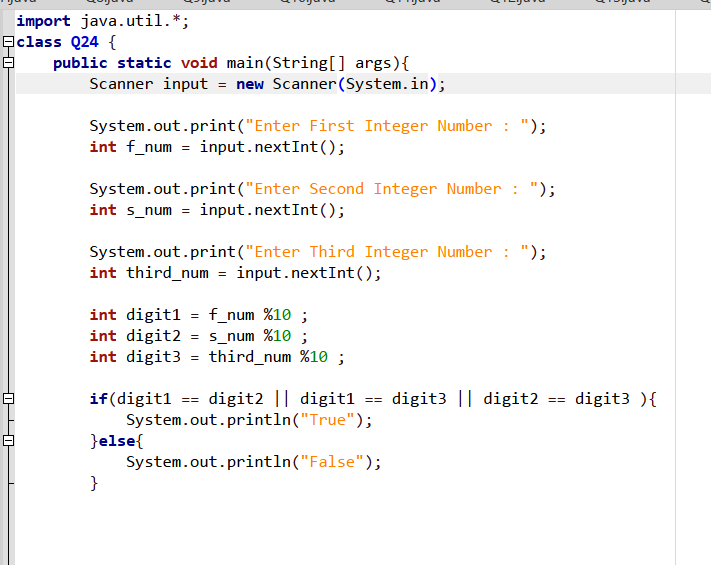 import java.util.*;
class Q24 {
    public static void main(String[] args){
        Scanner input = new Scanner(System.in);

        System.out.print("Enter First Integer Number : ");
        int f_num = input.nextInt();

        System.out.print("Enter Second Integer Number : ");
        int s_num = input.nextInt();

        System.out.print("Enter Third Integer Number : ");
        int third_num = input.nextInt();

        int digit1 = f_num %10 ;
        int digit2 = s_num %10 ;
        int digit3 = third_num %10 ;

        if(digit1 == digit2 || digit1 == digit3 || digit2 == digit3 ){
            System.out.println("True");
        }else{
            System.out.println("False");
        }